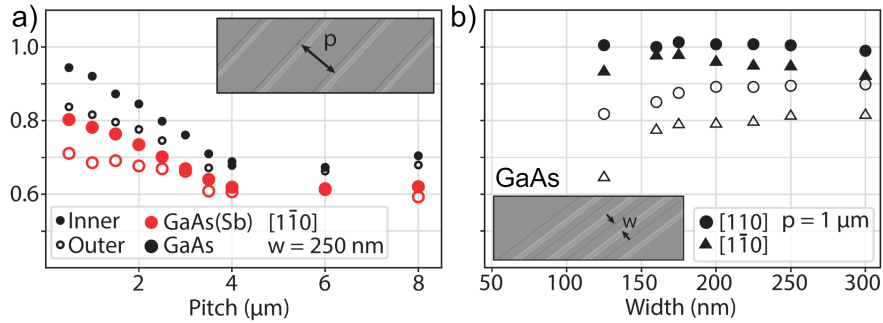 a)
1.0
0.8
0.6
p
Inner
Outer
GaAs(Sb) [11̅0]
GaAs w = 250 nm
2 4 6 8
Pitch (μm)
b)
GaAs
w
[110] p = 1 μm
[11̅0]
50 100 150 200 250 300
Width (nm)